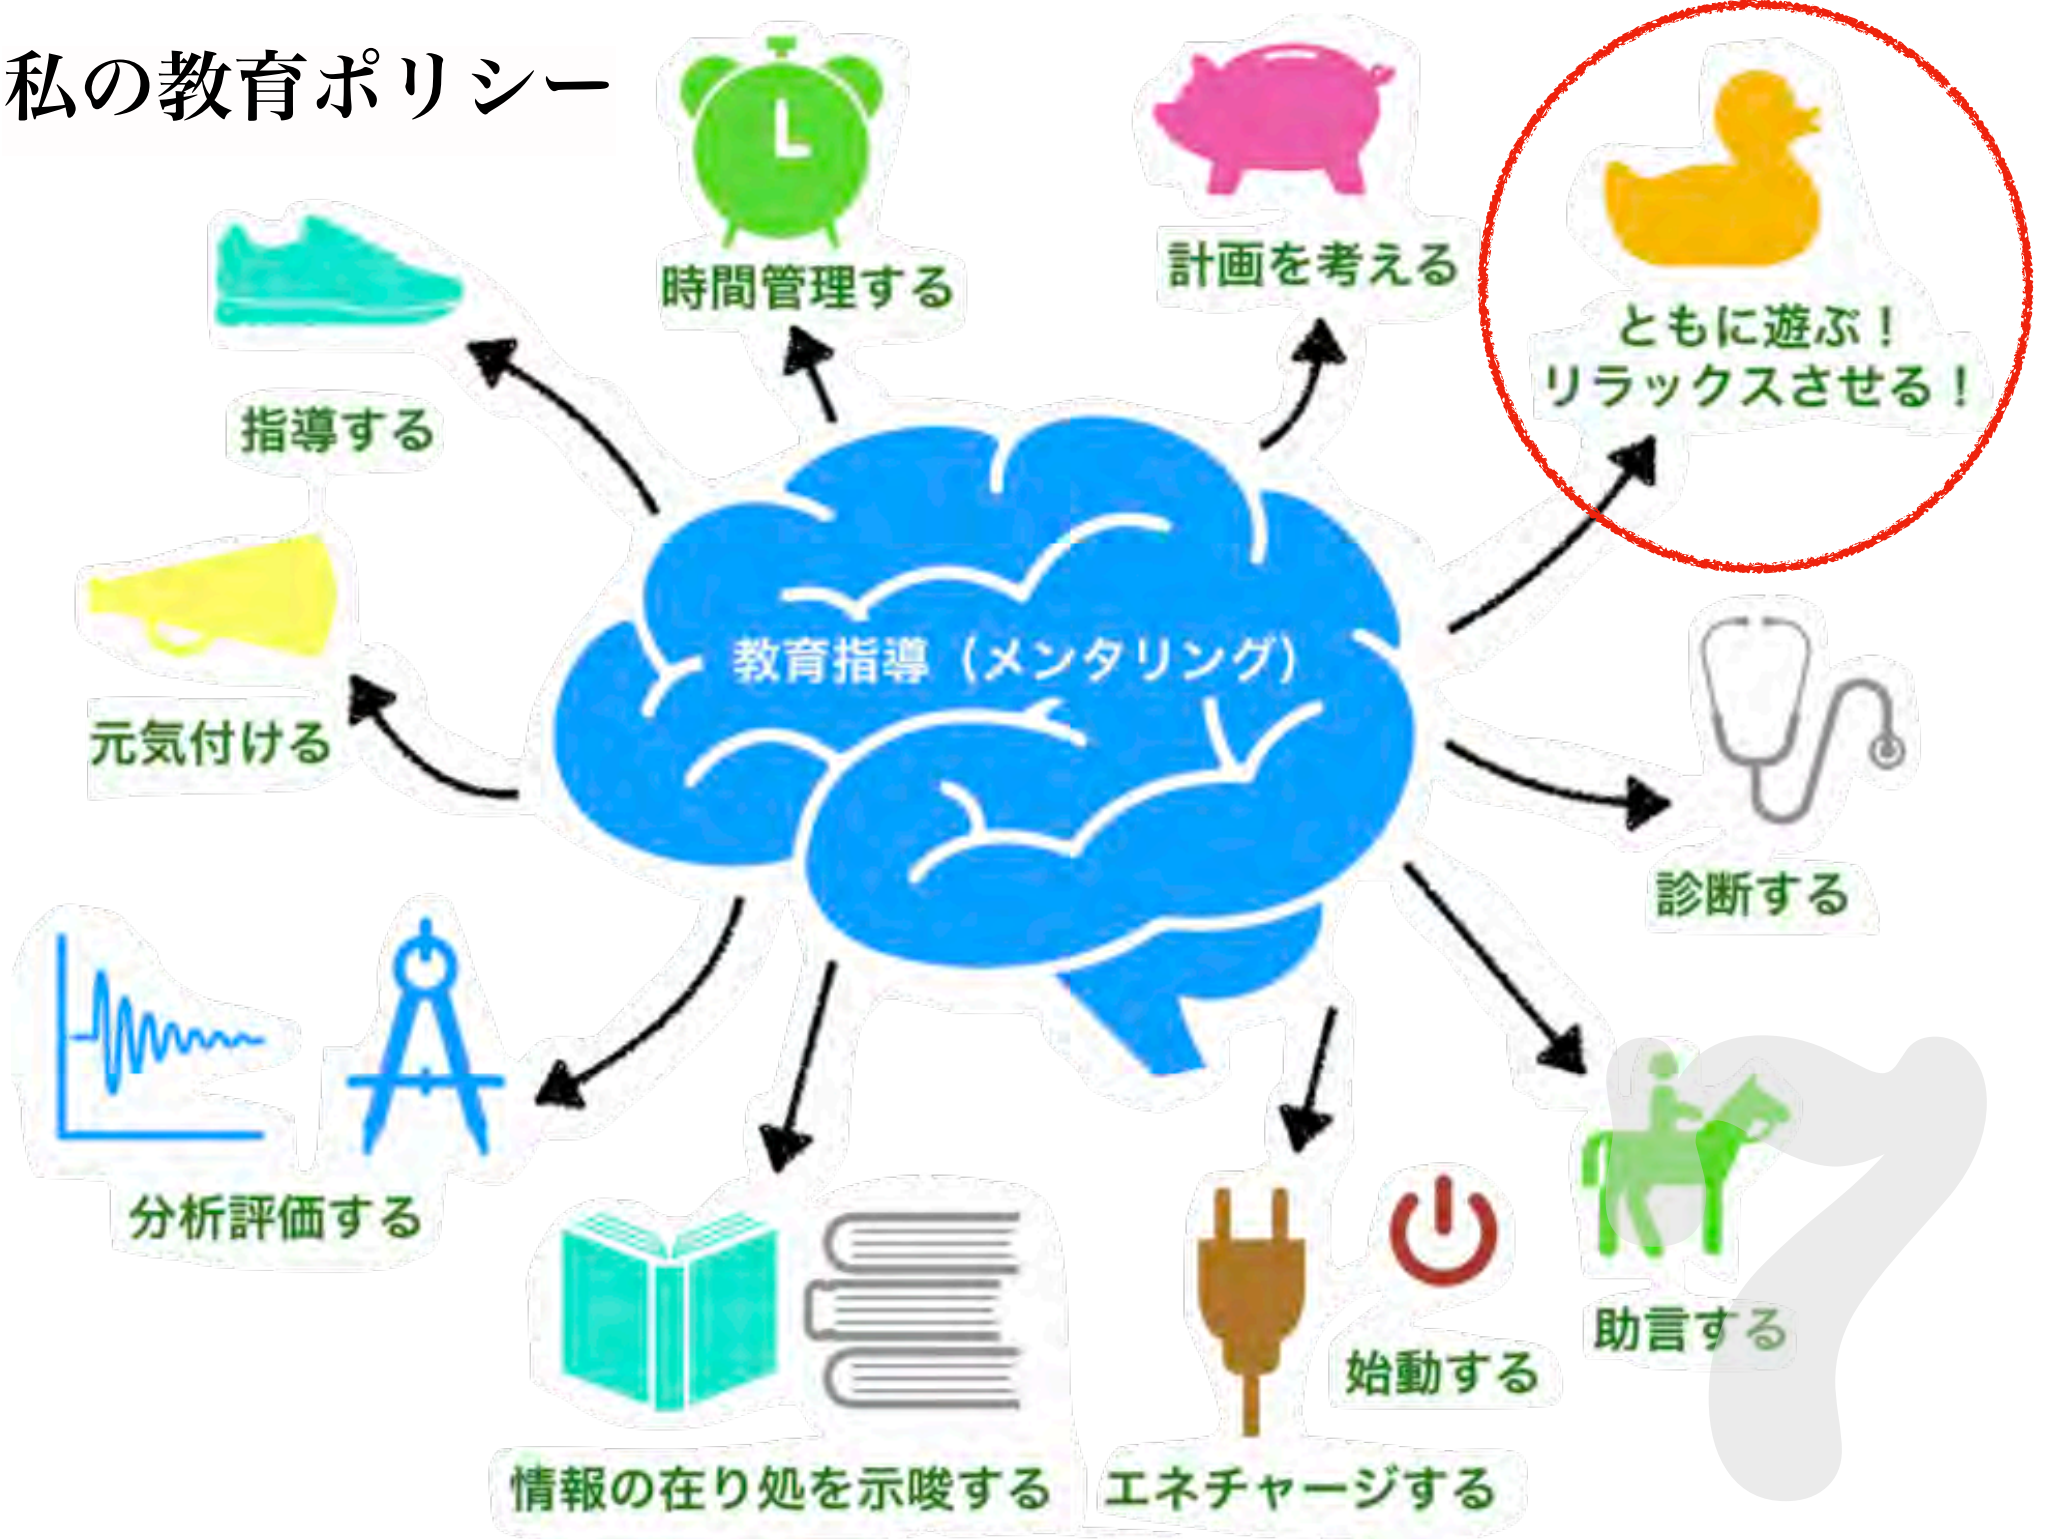 私の教育ポリシー
時間管理する
計画を考える
ともに遊ぶ！
リラックスさせる！
指導する
教育指導（メンタリング）
元気付ける
診断する
分析評価する
助言する
始動する
情報の在り処を示唆する
エネチャージする
7